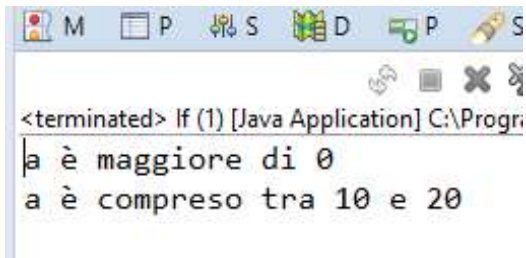 M P S D P S
<terminated> If (1) [Java Application] C:\Progra
a è maggiore di 0
a è compreso tra 10 e 20